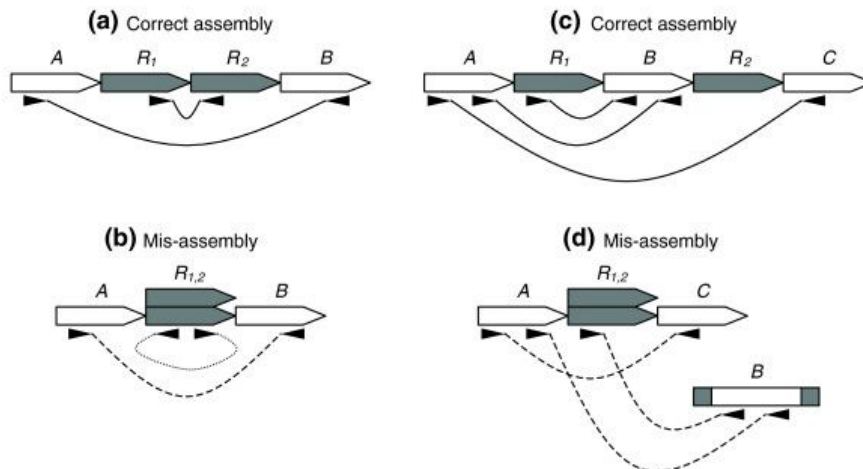 (a) Correct assembly
A R1 R2 B
(c) Correct assembly
A R1 B R2 C
(b) Mis-assembly
R1,2
A B
(d) Mis-assembly
R1,2
A C
B